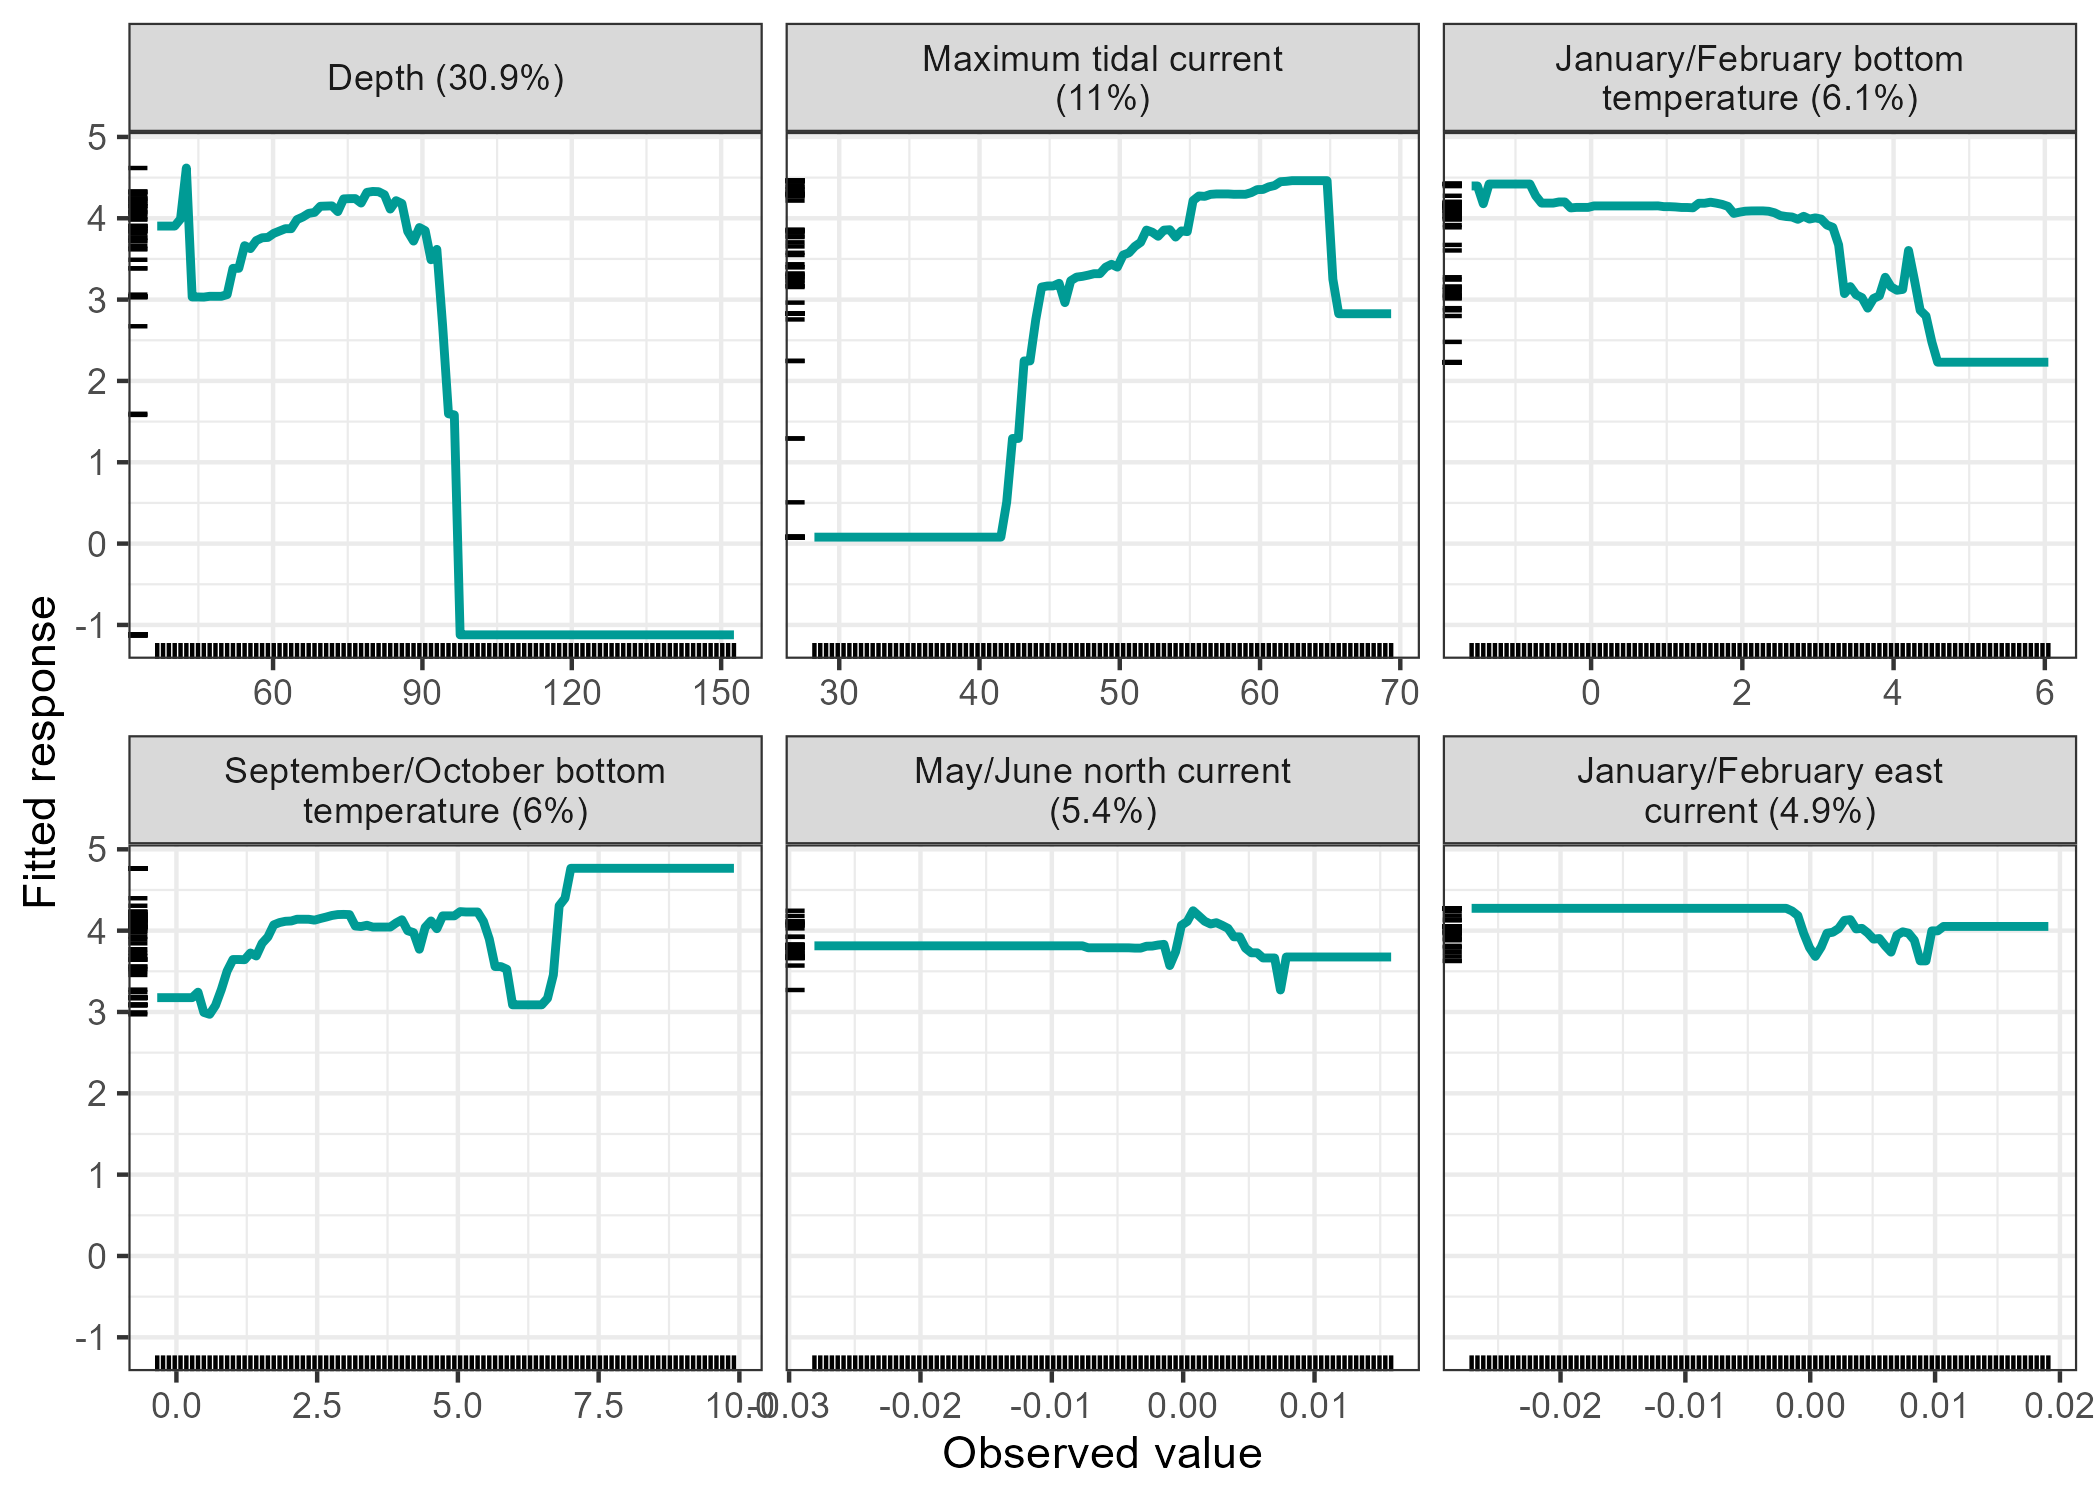 Depth (30.9%)
Maximum tidal current
(11%)
January/February bottom
temperature (6.1%)
5
4
3
2
1
0
-1
60 90 120 150
30 40 50 60 70
0 2 4 6
Fitted response
September/October bottom
temperature (6%)
May/June north current
(5.4%)
January/February east
current (4.9%)
5
4
3
2
1
0
-1
0.0 2.5 5.0 7.5 10.0
-0.03 -0.02 -0.01 0.00 0.01
-0.02 -0.01 0.00 0.01 0.02
Observed value